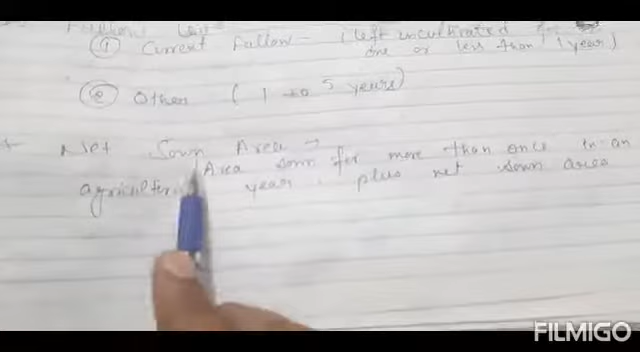 Fallow
① Current Fallow - (left uncultivated for
one or less than 1 year)
② Other (1 to 5 years)
Net Sown Area →
Area sown for more than once in an
year plus net sown area
FILMIGO